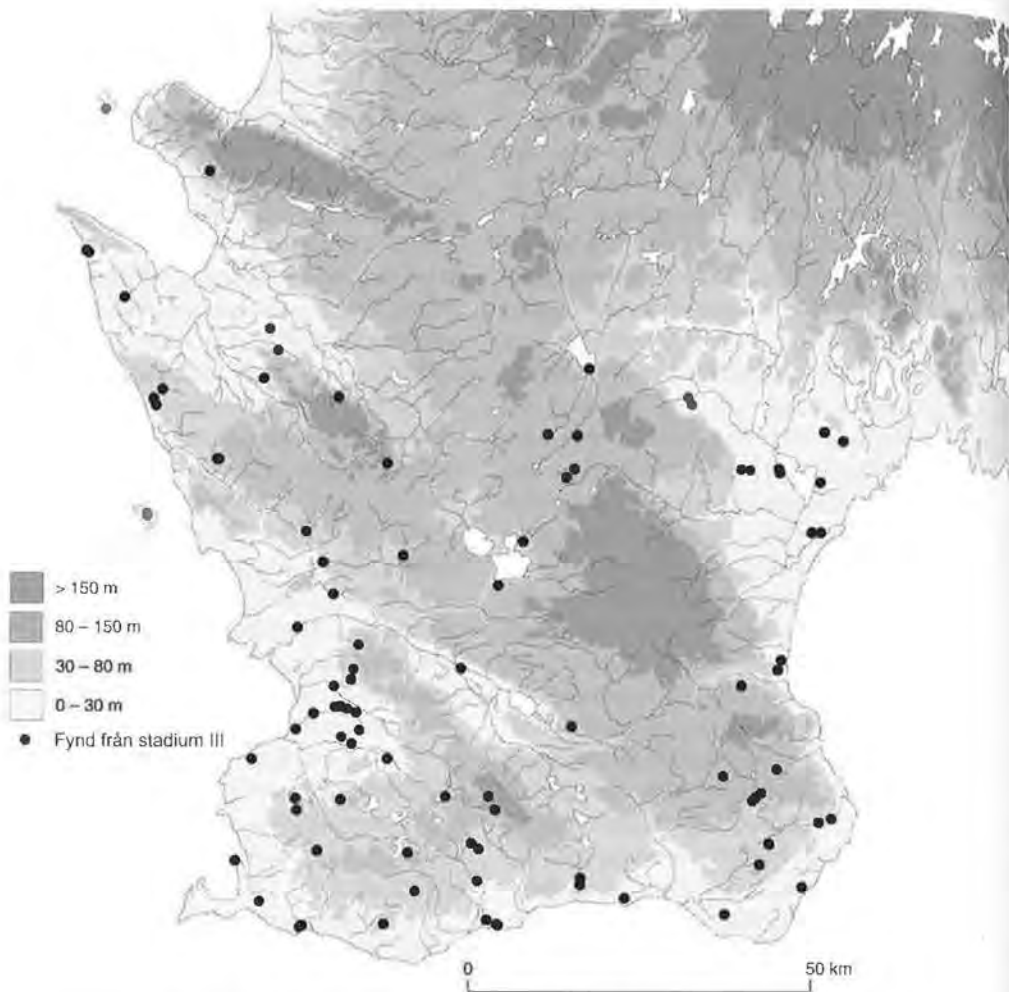 > 150 m
80 – 150 m
30 – 80 m
0 – 30 m
Fynd från stadium III
0 50 km